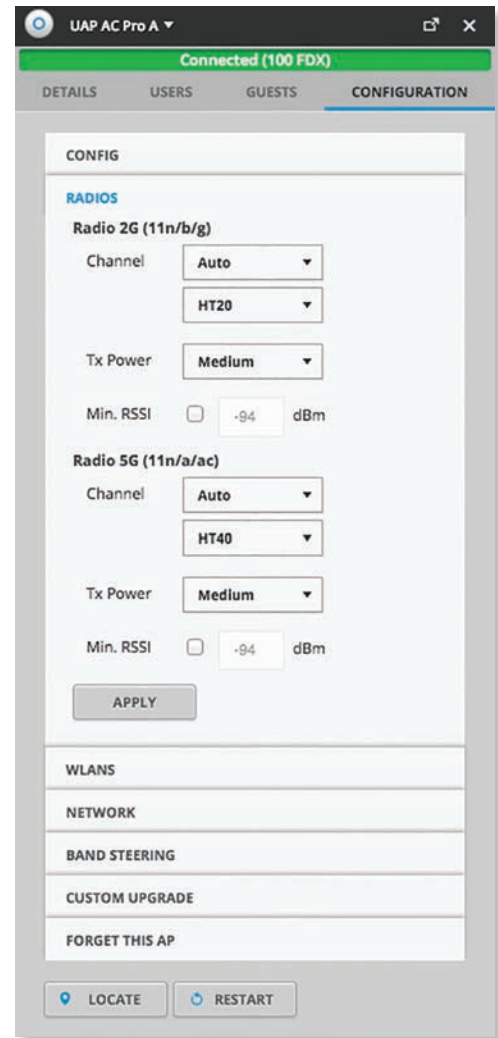 UAP AC Pro A
Connected (100 FDX)
DETAILS USERS GUESTS CONFIGURATION
CONFIG
RADIOS
Radio 2G (11n/b/g)
Channel Auto
HT20
Tx Power Medium
Min. RSSI -94 dBm
Radio 5G (11n/a/ac)
Channel Auto
HT40
Tx Power Medium
Min. RSSI -94 dBm
APPLY
WLANS
NETWORK
BAND STEERING
CUSTOM UPGRADE
FORGET THIS AP
LOCATE RESTART